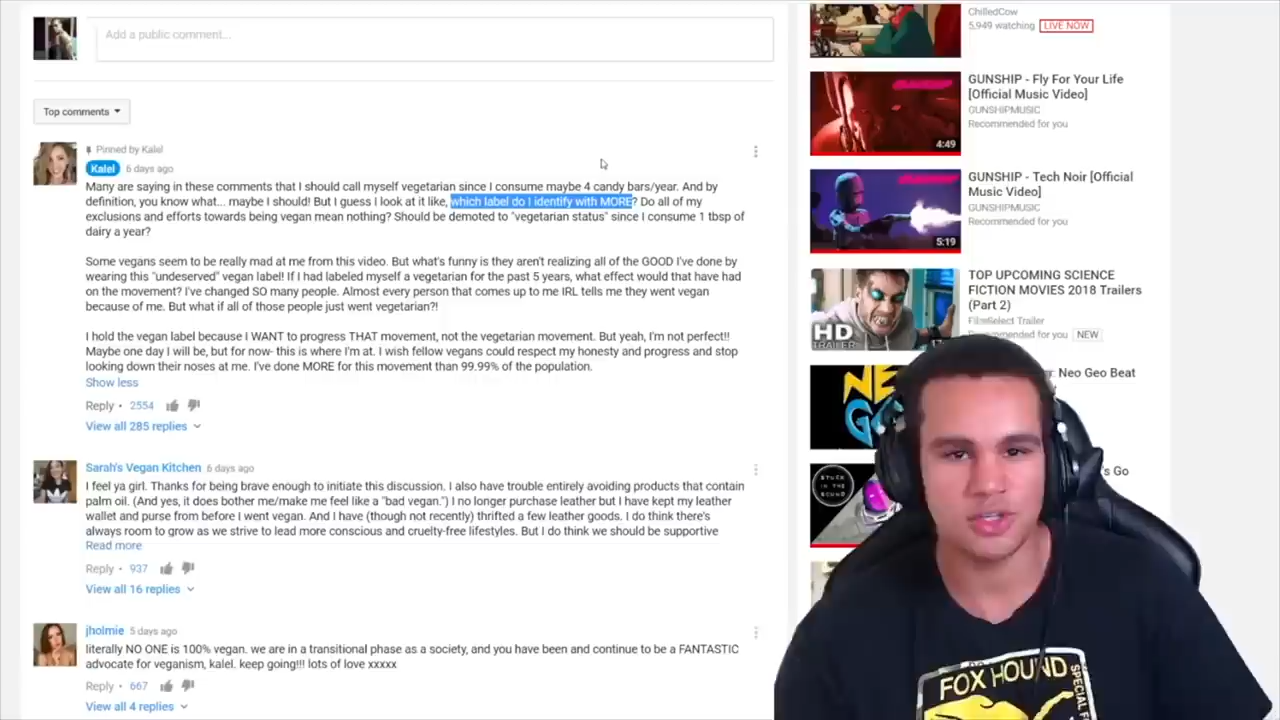 Add a public comment...
Top comments
Pinned by Kalel
Kalel 6 days ago
Many are saying in these comments that I should call myself vegetarian since I consume maybe 4 candy bars/year. And by
definition, you know what... maybe I should! But I guess I look at it like, which label do I identify with MORE? Do all of my
exclusions and efforts towards being vegan mean nothing? Should be demoted to "vegetarian status" since I consume 1 tbsp of
dairy a year?
Some vegans seem to be really mad at me from this video. But what's funny is they aren't realizing all of the GOOD I've done by
wearing this "undeserved" vegan label! If I had labeled myself a vegetarian for the past 5 years, what effect would that have had
on the movement? I've changed SO many people. Almost every person that comes up to me IRL tells me they went vegan
because of me. But what if all of those people just went vegetarian?!
I hold the vegan label because I WANT to progress THAT movement, not the vegetarian movement. But yeah, I'm not perfect!!
Maybe one day I will be, but for now- this is where I'm at. I wish fellow vegans could respect my honesty and progress and stop
looking down their noses at me. I've done MORE for this movement than 99.99% of the population.
Show less
Reply • 2554
View all 285 replies
Sarah's Vegan Kitchen 6 days ago
I feel ya girl. Thanks for being brave enough to initiate this discussion. I also have trouble entirely avoiding products that contain
palm oil. (And yes, it does bother me/make me feel like a "bad vegan.") I no longer purchase leather but I have kept my leather
wallet and purse from before I went vegan. And I have (though not recently) thrifted a few leather goods. I do think there's
always room to grow as we strive to lead more conscious and cruelty-free lifestyles. But I do think we should be supportive
Read more
Reply • 937
View all 16 replies
jholmie 5 days ago
literally NO ONE is 100% vegan. we are in a transitional phase as a society, and you have been and continue to be a FANTASTIC
advocate for veganism, kalel. keep going!!! lots of love xxxxx
Reply • 667
View all 4 replies
ChilledCow
5,949 watching LIVE NOW
GUNSHIP - Fly For Your Life
[Official Music Video]
GUNSHIPMUSIC
Recommended for you
4:49
GUNSHIP - Tech Noir [Official
Music Video]
GUNSHIPMUSIC
Recommended for you
5:19
TOP UPCOMING SCIENCE
FICTION MOVIES 2018 Trailers
(Part 2)
FilmSelect Trailer
Recommended for you NEW
HD
TRAILER
Neo Geo Beat
NE
STUCK
IN THE
SOUND
's Go
FOX HOUND
SPECIAL